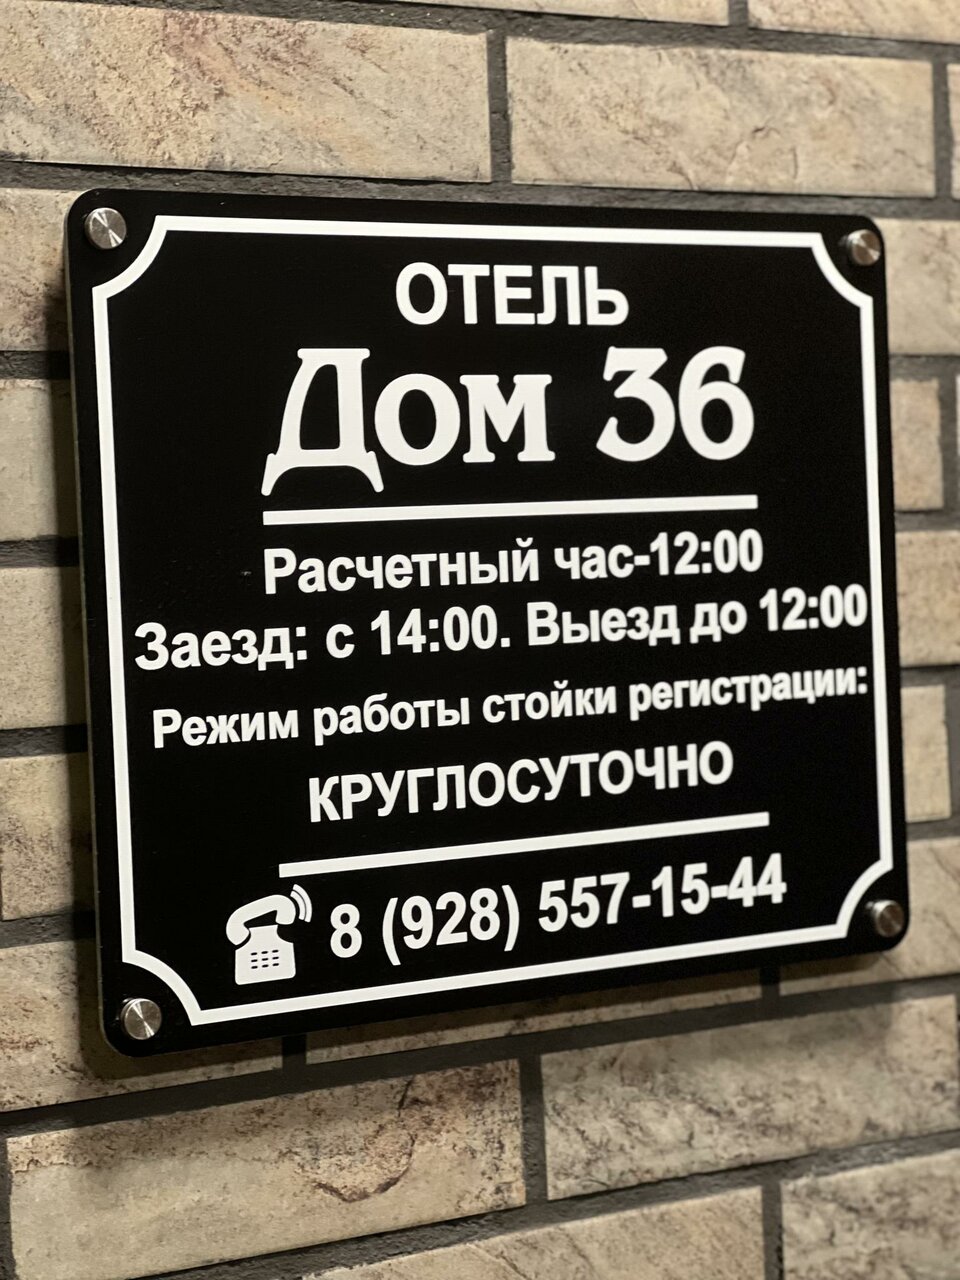 ОТЕЛЬ
Дом 36
Расчетный час-12:00
Заезд: с 14:00. Выезд до 12:00
Режим работы стойки регистрации:
КРУГЛОСУТОЧНО
8 (928) 557-15-44